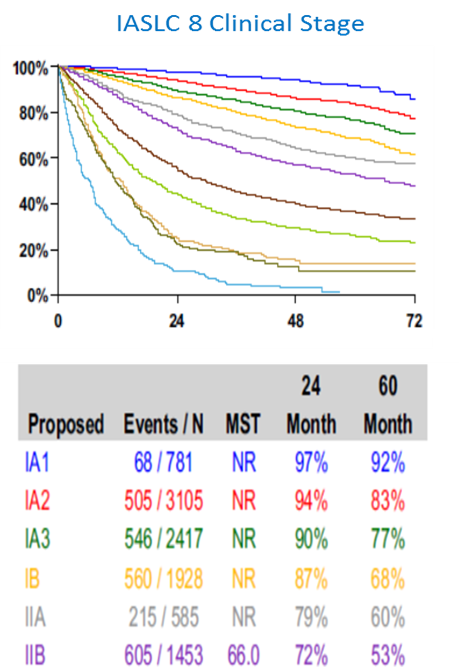 IASLC 8 Clinical Stage
100%
80%
60%
40%
20%
0%
0 24 48 72
24 60
Proposed Events / N MST Month Month
IA1 68 / 781 NR 97% 92%
IA2 505 / 3105 NR 94% 83%
IA3 546 / 2417 NR 90% 77%
IB 560 / 1928 NR 87% 68%
IIA 215 / 585 NR 79% 60%
IIB 605 / 1453 66.0 72% 53%